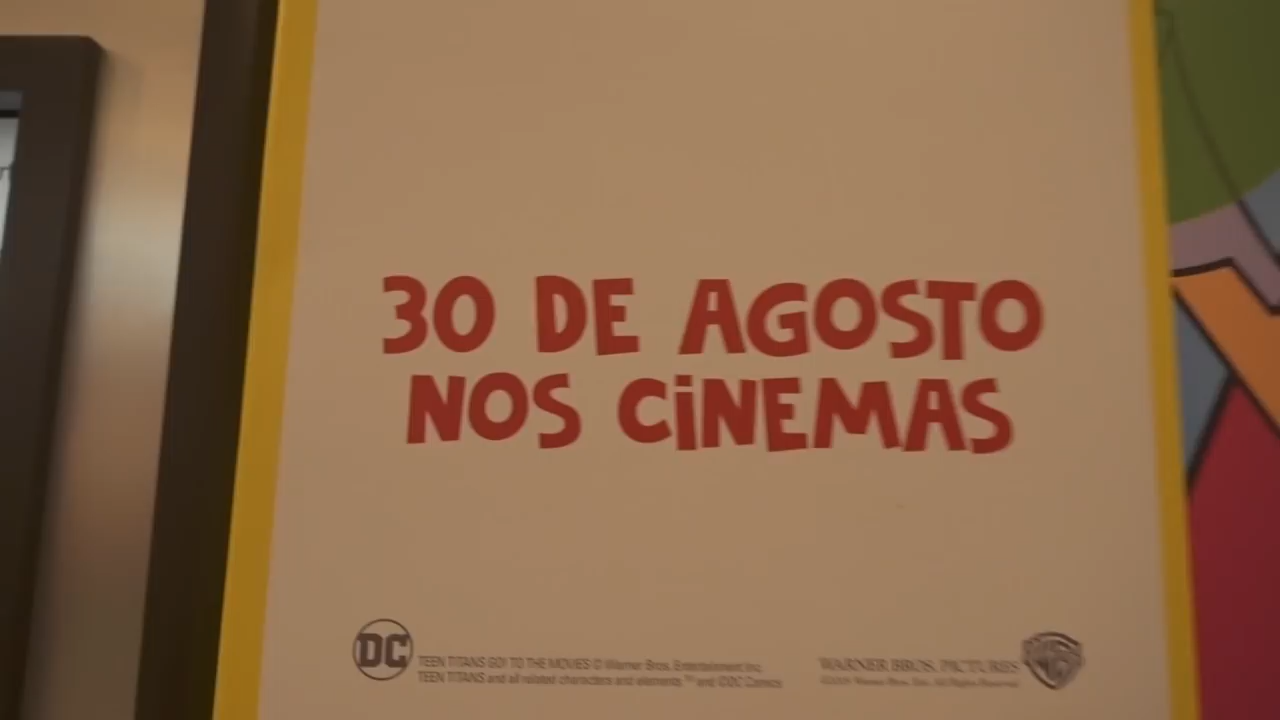 30 DE AGOSTO
NOS CiNEMAS
DC
TEEN TITANS GO! TO THE MOVIES © Warner Bros. Entertainment Inc.
TEEN TITANS and all related characters and elements ™ and © DC Comics
WARNER BROS. PICTURES
WB